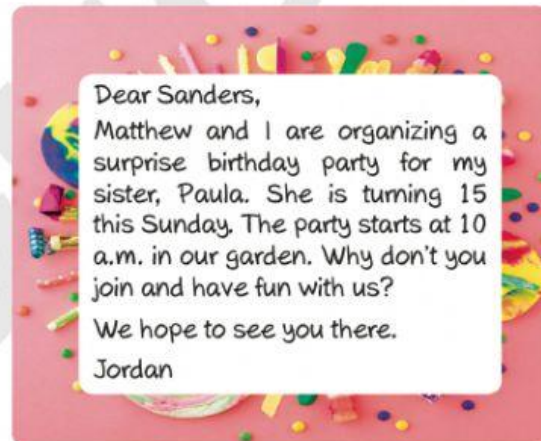 Dear Sanders,
Matthew and I are organizing a
surprise birthday party for my
sister, Paula. She is turning 15
this Sunday. The party starts at 10
a.m. in our garden. Why don't you
join and have fun with us?
We hope to see you there.
Jordan